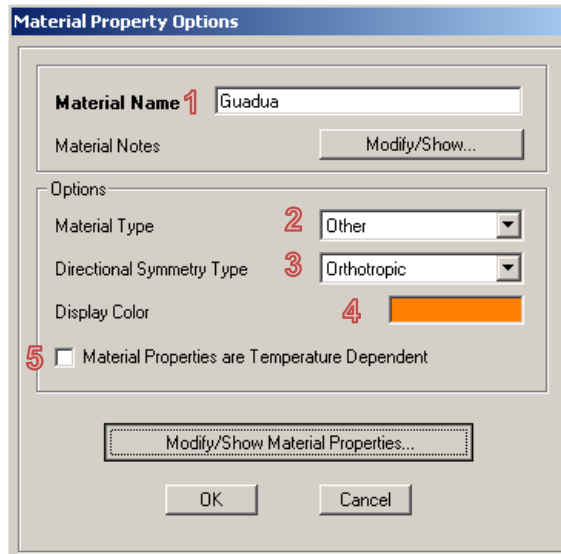 Material Property Options
Material Name 1 Guadua
Material Notes Modify/Show...
Options
Material Type 2 Other
Directional Symmetry Type 3 Orthotropic
Display Color 4
5 Material Properties are Temperature Dependent
Modify/Show Material Properties...
OK Cancel